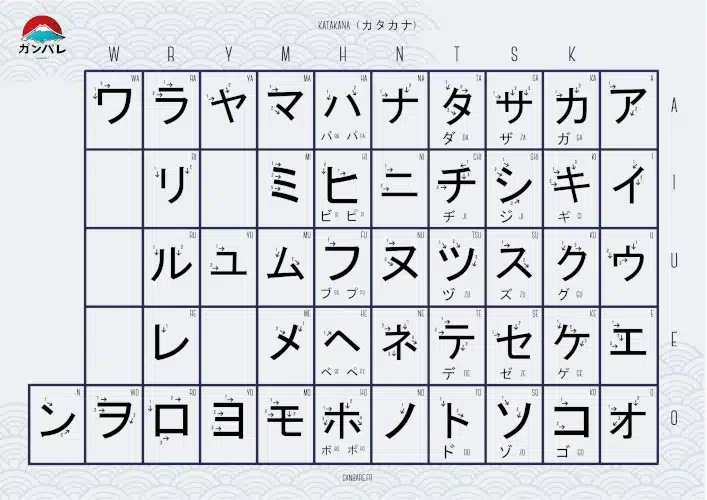 ガンバレ
KATAKANA (カタカナ)
W R Y M H N T S K
WA RA YA MA HA NA TA SA KA A
ワ ラ ヤ マ ハ ナ タ サ カ ア A
バ BA パ PA ダ DA ザ ZA ガ GA
RI MI HI NI CHI SHI KI I
リ ミ ヒ ニ チ シ キ イ I
ビ BI ピ PI ヂ JI ジ JI ギ GI
RU YU MU FU NU TSU SU KU U
ル ユ ム フ ヌ ツ ス ク ウ U
ブ BU プ PU ヅ ZU ズ ZU グ GU
RE ME HE NE TE SE KE E
レ メ ヘ ネ テ セ ケ エ E
ベ BE ペ PE デ DE ゼ ZE ゲ GE
N WO RO YO MO HO NO TO SO KO O
ン ヲ ロ ヨ モ ホ ノ ト ソ コ オ O
ボ BO ポ PO ド DO ゾ ZO ゴ GO
GANBARE.FR